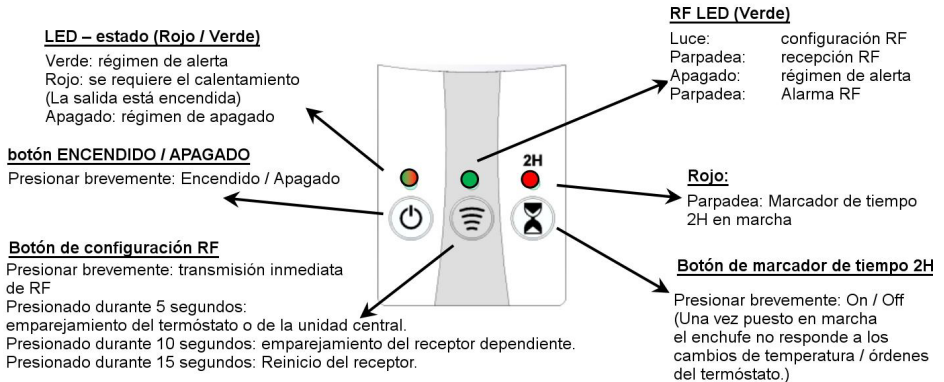 LED – estado (Rojo / Verde)
Verde: régimen de alerta
Rojo: se requiere el calentamiento
(La salida está encendida)
Apagado: régimen de apagado
RF LED (Verde)
Luce: configuración RF
Parpadea: recepción RF
Apagado: régimen de alerta
Parpadea: Alarma RF
botón ENCENDIDO / APAGADO
Presionar brevemente: Encendido / Apagado
2H
Rojo:
Parpadea: Marcador de tiempo
2H en marcha
Botón de configuración RF
Presionar brevemente: transmisión inmediata
de RF
Presionado durante 5 segundos:
emparejamiento del termóstato o de la unidad central.
Presionado durante 10 segundos: emparejamiento del receptor dependiente.
Presionado durante 15 segundos: Reinicio del receptor.
Botón de marcador de tiempo 2H
Presionar brevemente: On / Off
(Una vez puesto en marcha
el enchufe no responde a los
cambios de temperatura / órdenes
del termóstato.)